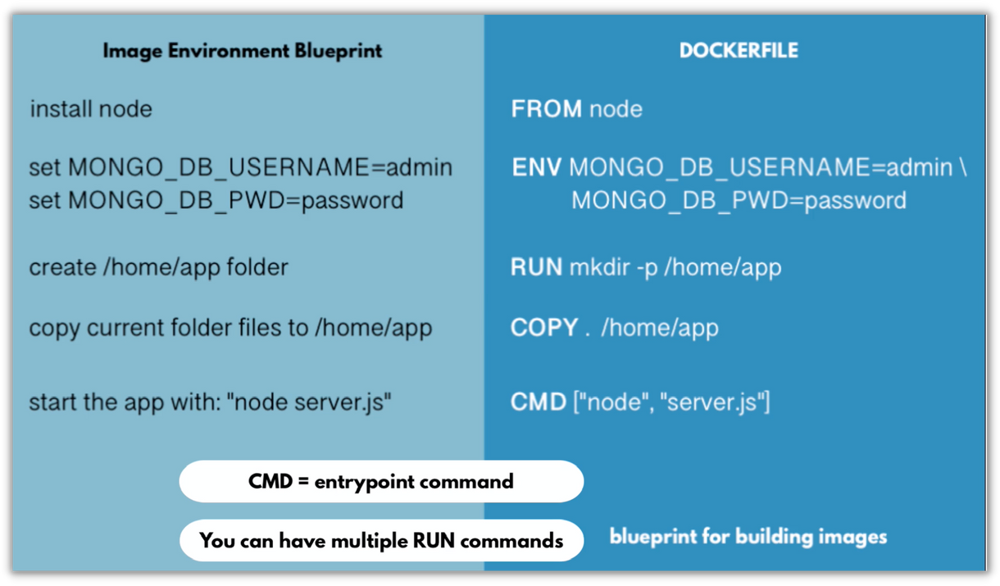 Image Environment Blueprint
install node
set MONGO_DB_USERNAME=admin
set MONGO_DB_PWD=password
create /home/app folder
copy current folder files to /home/app
start the app with: "node server.js"
DOCKERFILE
FROM node
ENV MONGO_DB_USERNAME=admin \
MONGO_DB_PWD=password
RUN mkdir -p /home/app
COPY . /home/app
CMD ["node", "server.js"]
CMD = entrypoint command
You can have multiple RUN commands
blueprint for building images